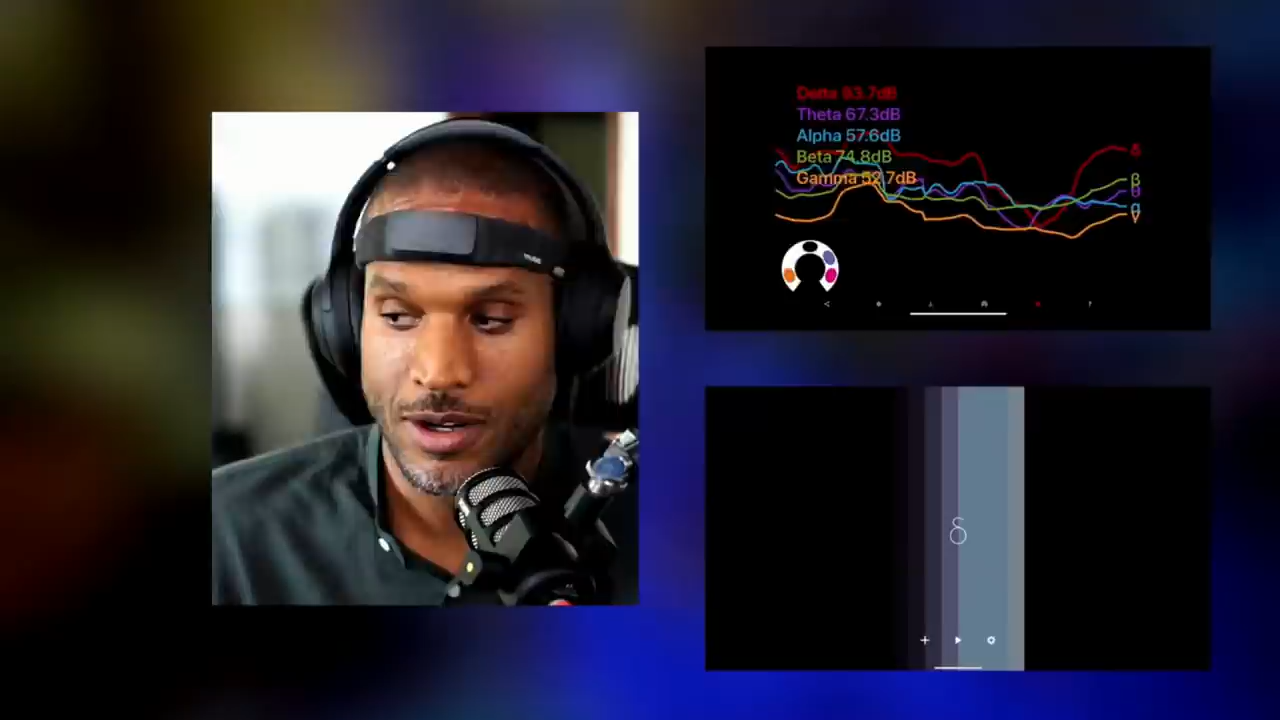 Delta 93.7dB
Theta 67.3dB
Alpha 57.6dB
Beta 74.8dB
Gamma 52.7dB
β
δ